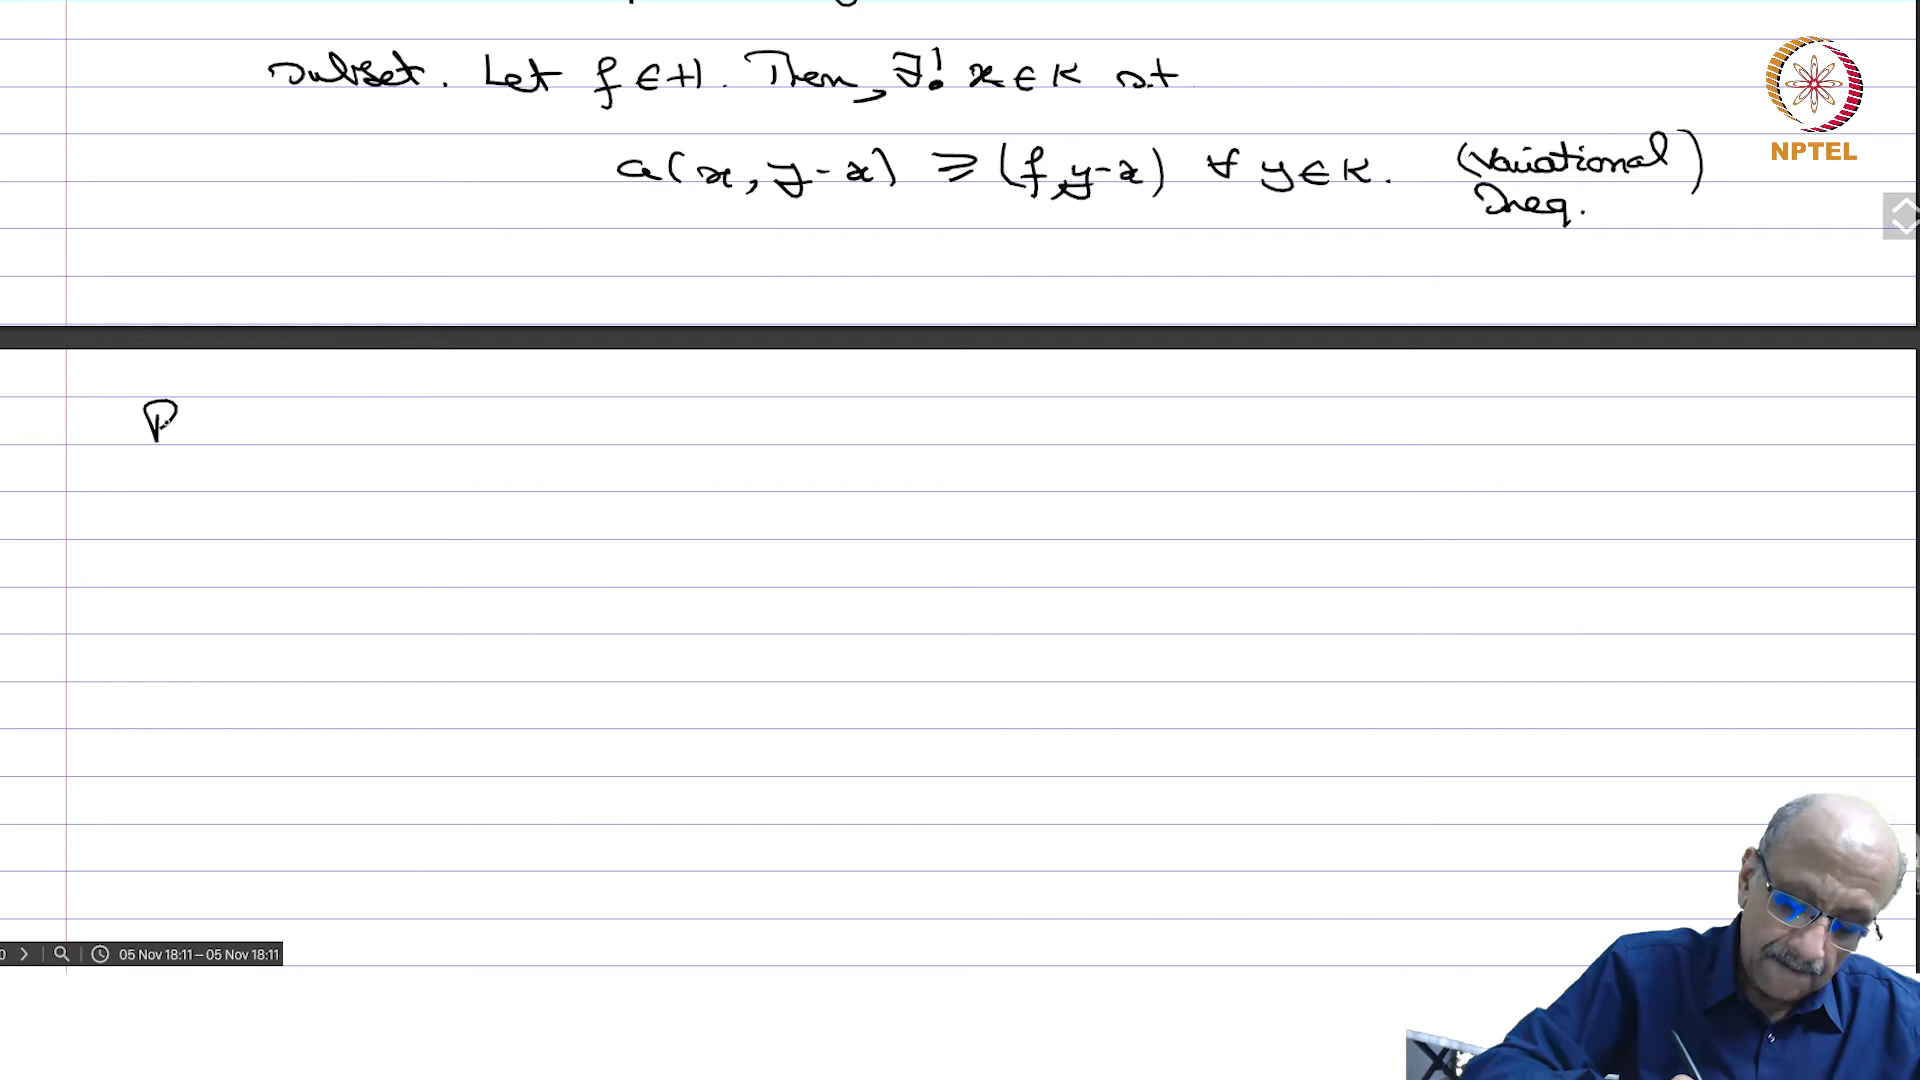 subset. Let f ∈ H. Then, ∃! x ∈ K s.t.
a(x, y-x) ≥ (f, y-x) ∀ y ∈ K. (Variational
Ineq.)
NPTEL
P
05 Nov 18:11 – 05 Nov 18:11